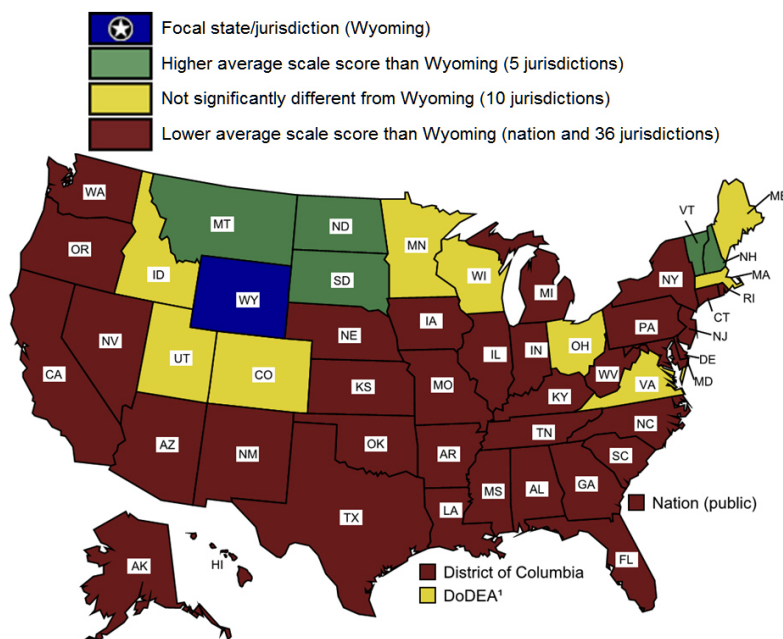 Focal state/jurisdiction (Wyoming)
Higher average scale score than Wyoming (5 jurisdictions)
Not significantly different from Wyoming (10 jurisdictions)
Lower average scale score than Wyoming (nation and 36 jurisdictions)
WA
MT
ND
MN
VT
ME
OR
ID
WY
SD
WI
MI
NY
NH
MA
RI
CT
NV
UT
CO
NE
IA
IL
IN
OH
PA
NJ
CA
KS
MO
KY
WV
VA
DE
MD
AZ
NM
OK
AR
TN
NC
SC
TX
LA
MS
AL
GA
Nation (public)
AK
HI
FL
District of Columbia
DoDEA¹